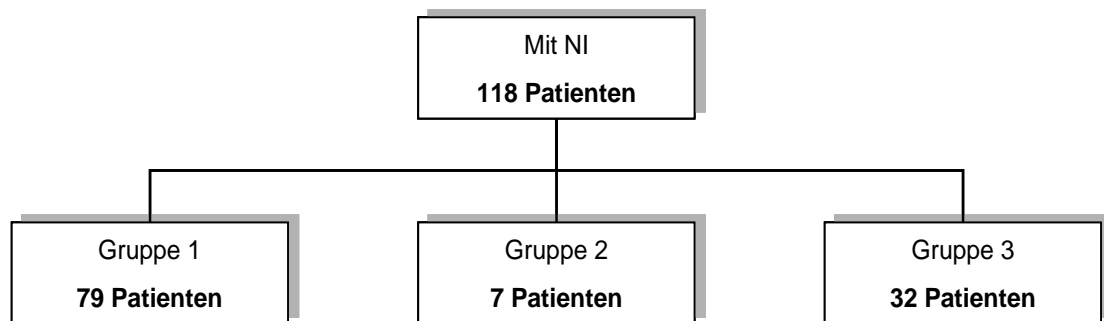 Mit NI
118 Patienten
Gruppe 1
79 Patienten
Gruppe 2
7 Patienten
Gruppe 3
32 Patienten